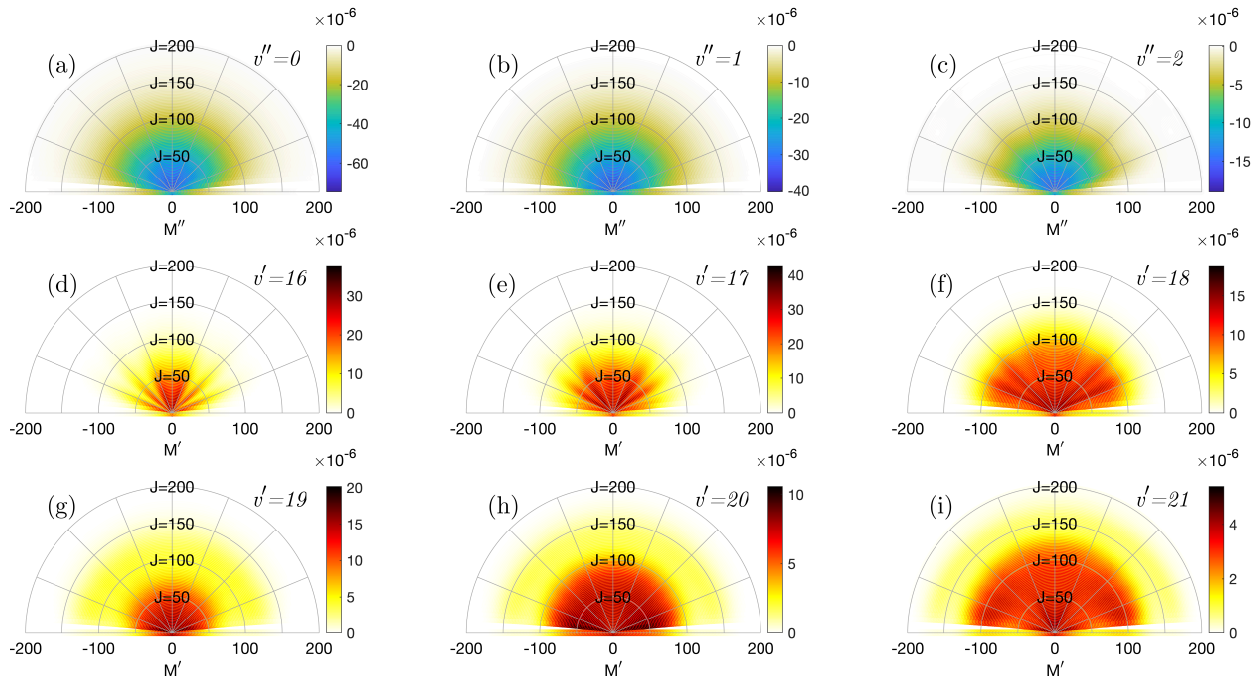 ×10⁻⁶ ×10⁻⁶ ×10⁻⁶
(a) J=200 v''=0 0 (b) J=200 v''=1 0 (c) J=200 v''=2 0
J=150 -20 J=150 -10 J=150 -5
J=100 -40 J=100 -20 J=100 -10
J=50 -60 J=50 -30 J=50 -15
-40 -20
-200 -100 0 100 200 -200 -100 0 100 200 -200 -100 0 100 200
M'' M'' M''
×10⁻⁶ ×10⁻⁶ ×10⁻⁶
(d) J=200 v'=16 (e) J=200 v'=17 40 (f) J=200 v'=18
J=150 30 J=150 30 J=150 15
J=100 20 J=100 20 J=100 10
J=50 10 J=50 10 J=50 5
0 0 0
-200 -100 0 100 200 -200 -100 0 100 200 -200 -100 0 100 200
M' M' M'
×10⁻⁶ ×10⁻⁶ ×10⁻⁶
(g) J=200 v'=19 20 (h) J=200 v'=20 10 (i) J=200 v'=21
J=150 15 J=150 J=150 4
J=100 10 J=100 5 J=100 2
J=50 5 J=50 J=50
0 0 0
-200 -100 0 100 200 -200 -100 0 100 200 -200 -100 0 100 200
M' M' M'